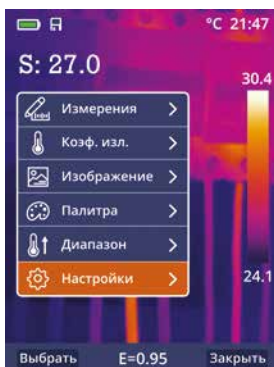 °C 21:47
S: 27.0
30.4
Измерения
Коэф. изл.
Изображение
Палитра
Диапазон
Настройки
24.1
Выбрать E=0.95 Закрыть